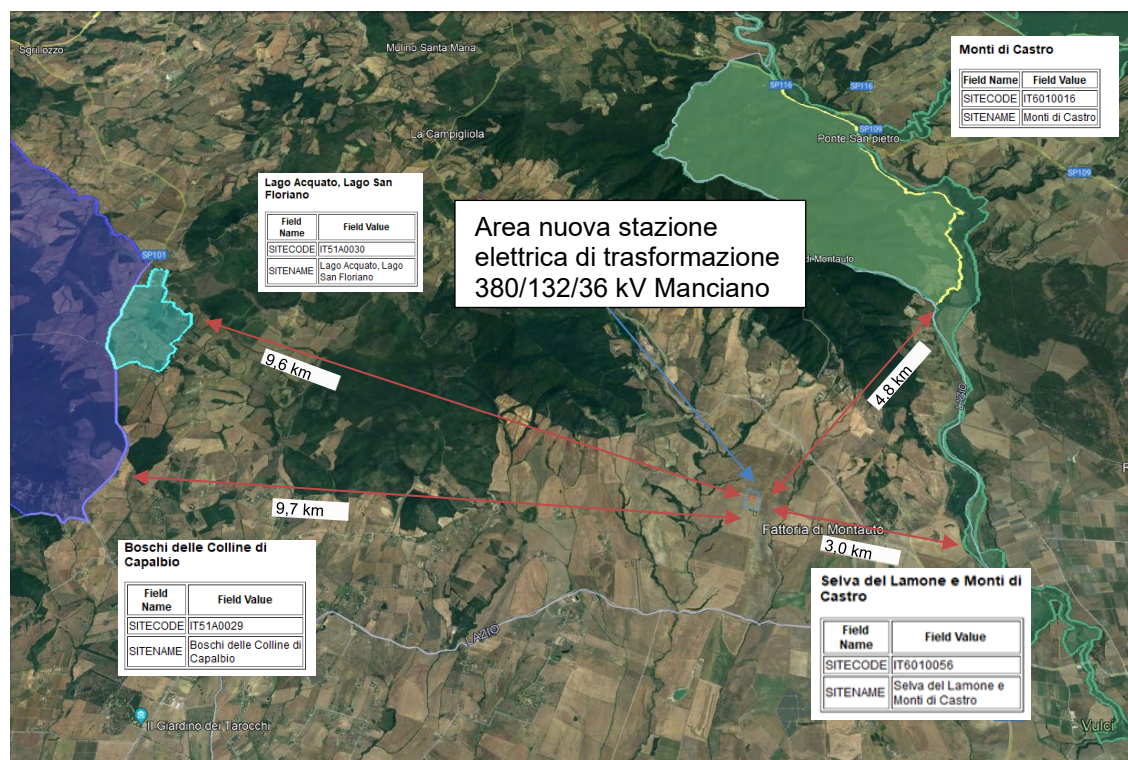 Sgrillozzo
Mulino Santa Maria
SP116
SP116
Monti di Castro
Field Name Field Value
SITECODE IT6010016
SITENAME Monti di Castro
La Campigliola
SP109
Ponte San pietro
SP109
Lago Acquato, Lago San
Floriano
Field
Name Field Value
SITECODE IT51A0030
SITENAME Lago Acquato, Lago
San Floriano
SP101
Area nuova stazione
elettrica di trasformazione
380/132/36 kV Manciano
di Montauto
9,6 km
4,8 km
LAZIO
9,7 km
Fattoria di Montauto
3,0 km
Boschi delle Colline di
Capalbio
Field
Name Field Value
SITECODE IT51A0029
SITENAME Boschi delle Colline di
Capalbio
LAZIO
Selva del Lamone e Monti di
Castro
Field
Name Field Value
SITECODE IT6010056
SITENAME Selva del Lamone e
Monti di Castro
Il Giardino dei Tarocchi
Vulci